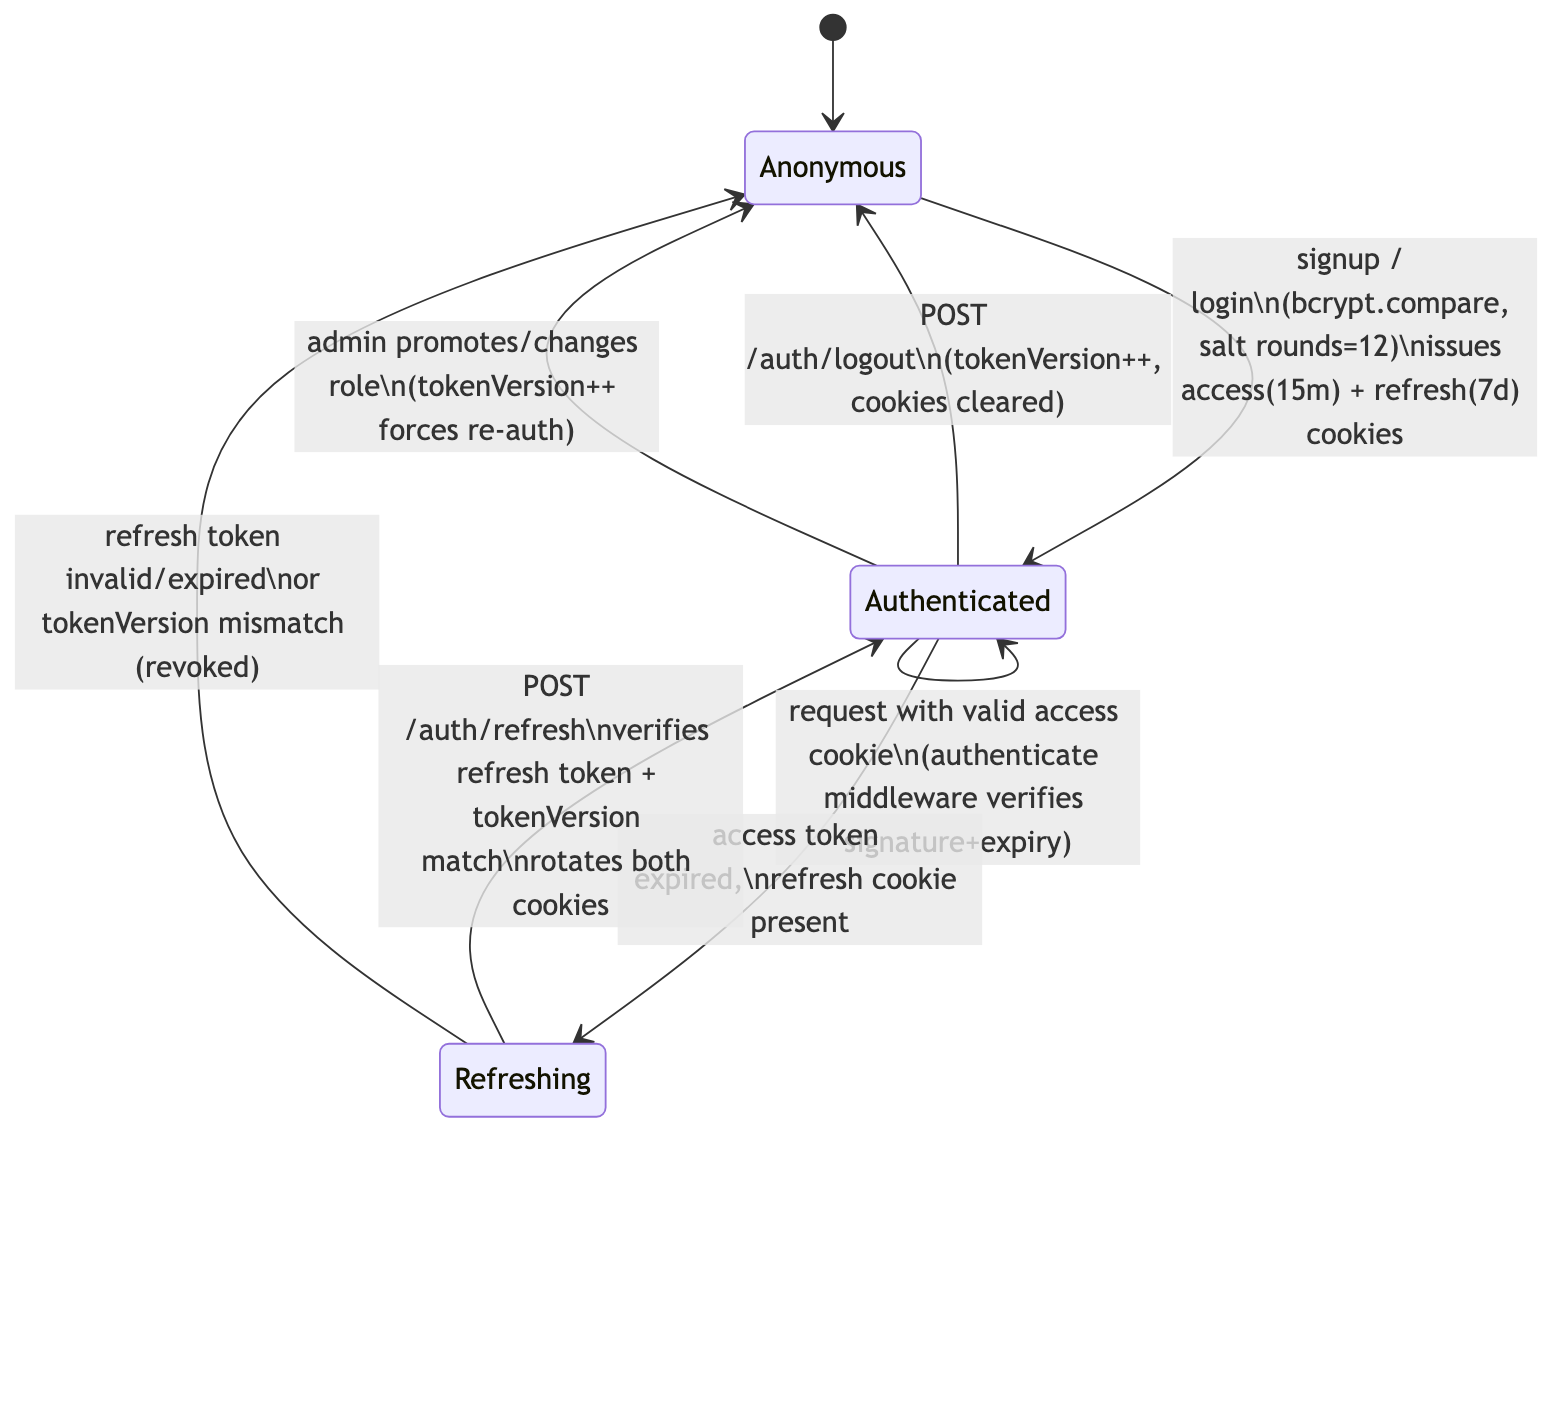 Anonymous
signup /
login\n(bcrypt.compare,
salt rounds=12)\nissues
access(15m) + refresh(7d)
cookies
POST
/auth/logout\n(tokenVersion++,
cookies cleared)
admin promotes/changes
role\n(tokenVersion++
forces re-auth)
refresh token
invalid/expired\nor
tokenVersion mismatch
(revoked)
Authenticated
POST
/auth/refresh\nverifies
refresh token +
tokenVersion
match\nrotates both
cookies
request with valid access
cookie\n(authenticate
middleware verifies
signature+expiry)
access token
expired,\nrefresh cookie
present
Refreshing